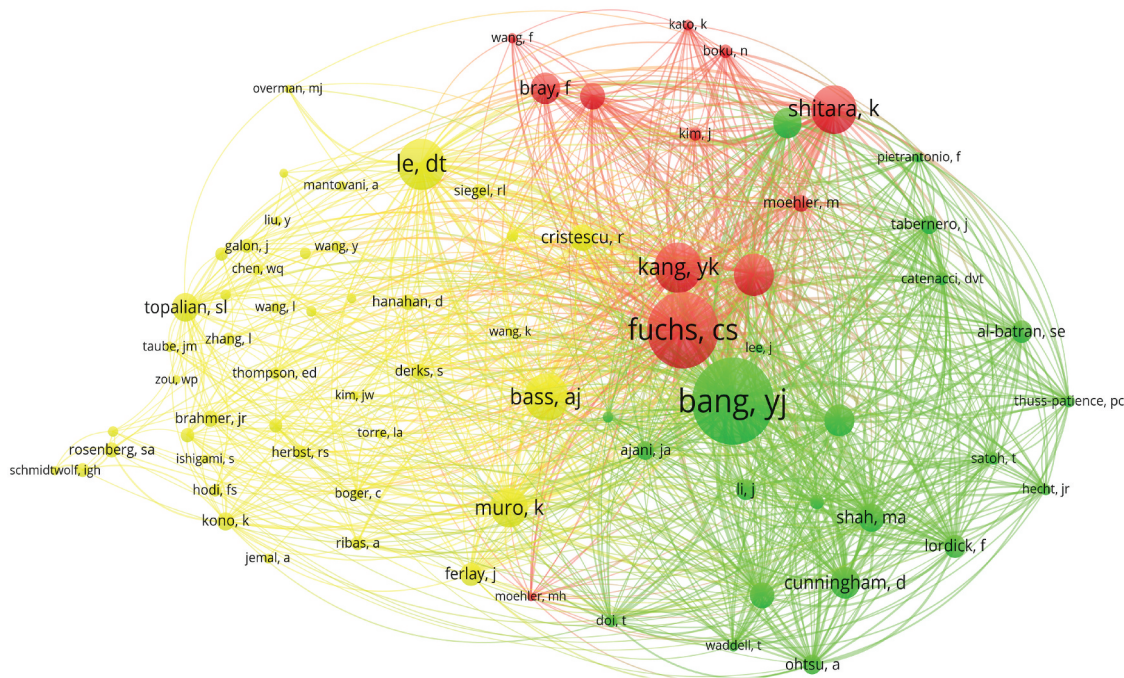 kato, k
wang, f
boku, n
overman, mj
bray, f
shitara, k
kim, j
pietrantonio, f
le, dt
mantovani, a
siegel, rl
moehler, m
liu, y
tabernero, j
cristescu, r
galon, j
wang, y
chen, wq
kang, yk
catenacci, dvt
topalian, sl
wang, l
hanahan, d
fuchs, cs
wang, k
al-batran, se
taube, jm
zhang, l
lee, j
zou, wp
thompson, ed
derks, s
kim, jw
bass, aj
bang, yj
thuss-patience, pc
brahmer, jr
torre, la
rosenberg, sa
ishigami, s
herbst, rs
ajani, ja
satoh, t
schmidtwolf, igh
hodi, fs
boger, c
li, j
hecht, jr
muro, k
kono, k
shah, ma
jemal, a
ribas, a
lordick, f
ferlay, j
cunningham, d
moehler, mh
doi, t
waddell, t
ohtsu, a